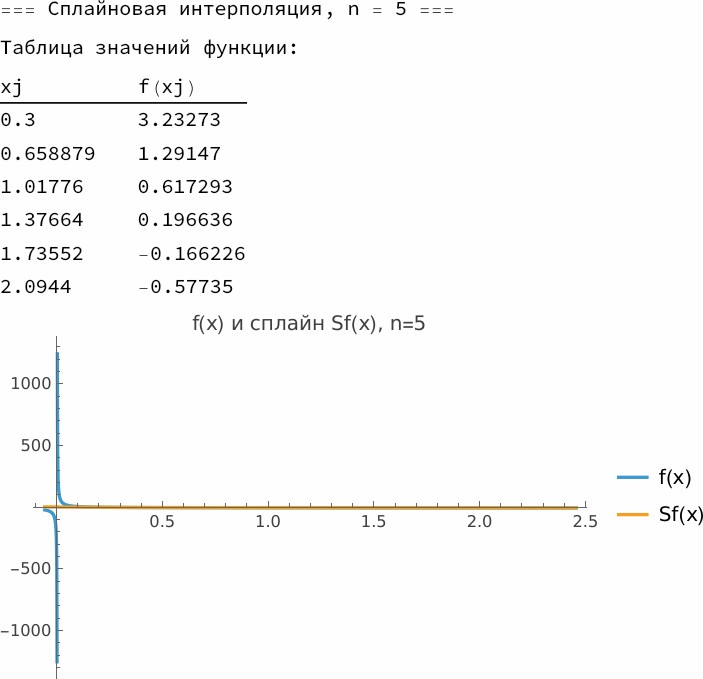 === Сплайновая интерполяция, n = 5 ===
Таблица значений функции:
xj f(xj)
0.3 3.23273
0.658879 1.29147
1.01776 0.617293
1.37664 0.196636
1.73552 -0.166226
2.0944 -0.57735
f(x) и сплайн Sf(x), n=5
1000
500
0.5 1.0 1.5 2.0 2.5
-500
-1000
f(x)
Sf(x)